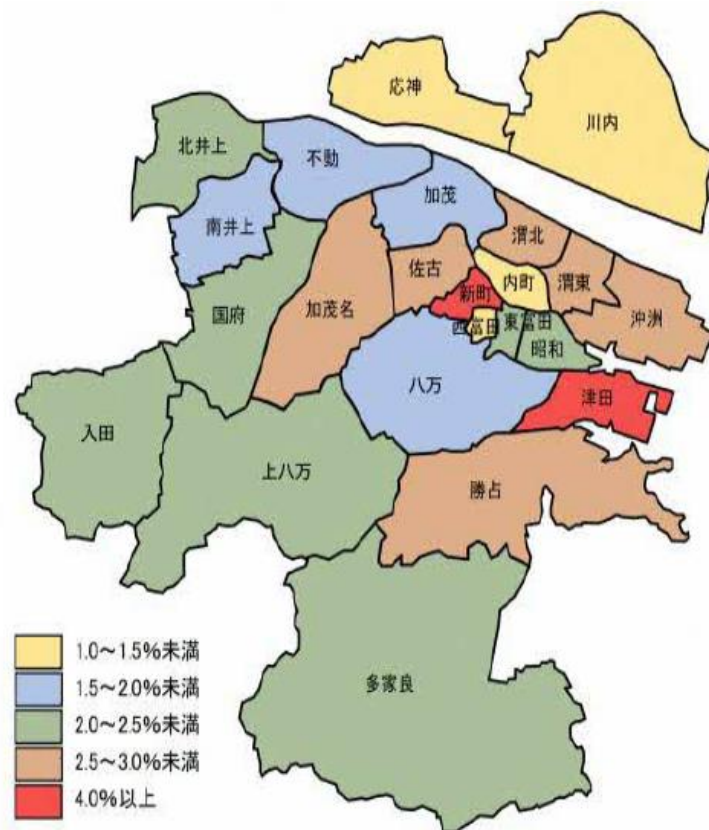 応神
川内
北井上
不動
加茂
南井上
渭北
佐古
内町
渭東
新町
国府
加茂名
沖洲
西富田
東富田
昭和
八万
津田
入田
上八万
勝占
多家良
1.0～1.5%未満
1.5～2.0%未満
2.0～2.5%未満
2.5～3.0%未満
4.0%以上